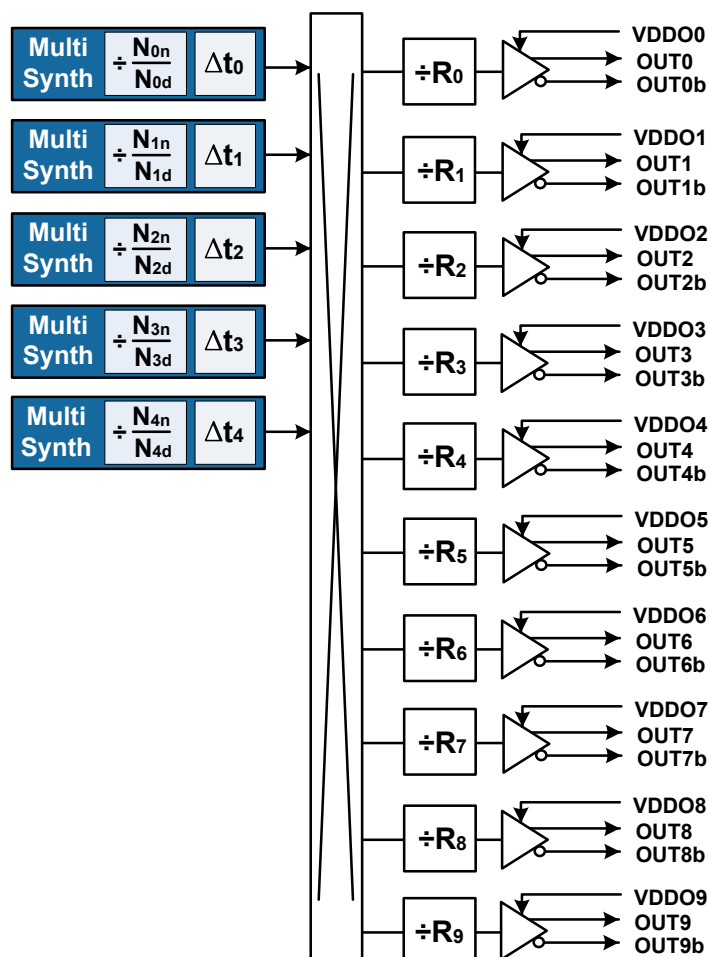 Multi Synth ÷ N0n/N0d Δt0
Multi Synth ÷ N1n/N1d Δt1
Multi Synth ÷ N2n/N2d Δt2
Multi Synth ÷ N3n/N3d Δt3
Multi Synth ÷ N4n/N4d Δt4
÷R0
VDDO0
OUT0
OUT0b
÷R1
VDDO1
OUT1
OUT1b
÷R2
VDDO2
OUT2
OUT2b
÷R3
VDDO3
OUT3
OUT3b
÷R4
VDDO4
OUT4
OUT4b
÷R5
VDDO5
OUT5
OUT5b
÷R6
VDDO6
OUT6
OUT6b
÷R7
VDDO7
OUT7
OUT7b
÷R8
VDDO8
OUT8
OUT8b
÷R9
VDDO9
OUT9
OUT9b